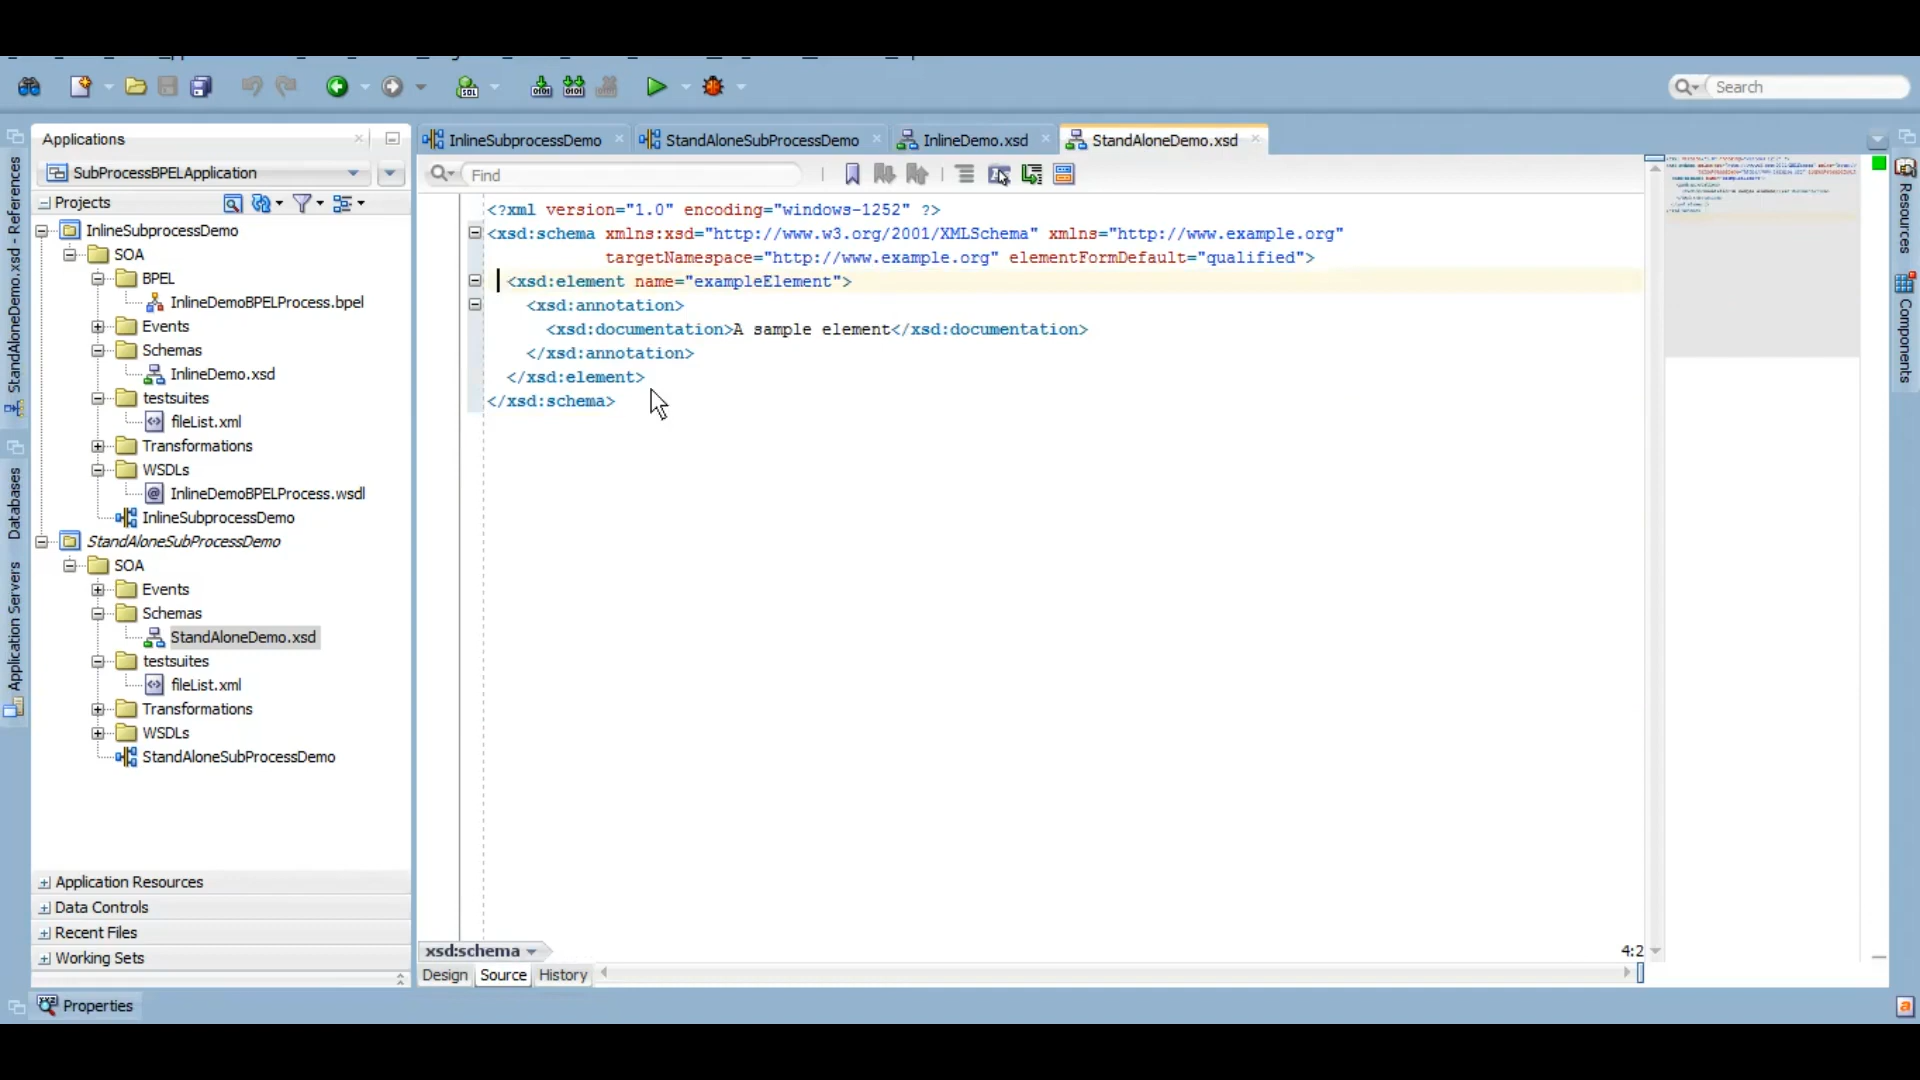 Search
Applications
InlineSubprocessDemo
StandAloneSubProcessDemo
InlineDemo.xsd
StandAloneDemo.xsd
SubProcessBPELApplication
Find
Projects
InlineSubprocessDemo
SOA
BPEL
InlineDemoBPELProcess.bpel
Events
Schemas
InlineDemo.xsd
testsuites
fileList.xml
Transformations
WSDLs
InlineDemoBPELProcess.wsdl
InlineSubprocessDemo
StandAloneSubProcessDemo
SOA
Events
Schemas
StandAloneDemo.xsd
testsuites
fileList.xml
Transformations
WSDLs
StandAloneSubProcessDemo
Application Resources
Data Controls
Recent Files
Working Sets
<?xml version="1.0" encoding="windows-1252" ?>
<xsd:schema xmlns:xsd="http://www.w3.org/2001/XMLSchema" xmlns="http://www.example.org"
targetNamespace="http://www.example.org" elementFormDefault="qualified">
<xsd:element name="exampleElement">
<xsd:annotation>
<xsd:documentation>A sample element</xsd:documentation>
</xsd:annotation>
</xsd:element>
</xsd:schema>
xsd:schema
4:2
Design Source History
Properties
StandAloneDemo.xsd - References
Databases
Application Servers
Resources
Components